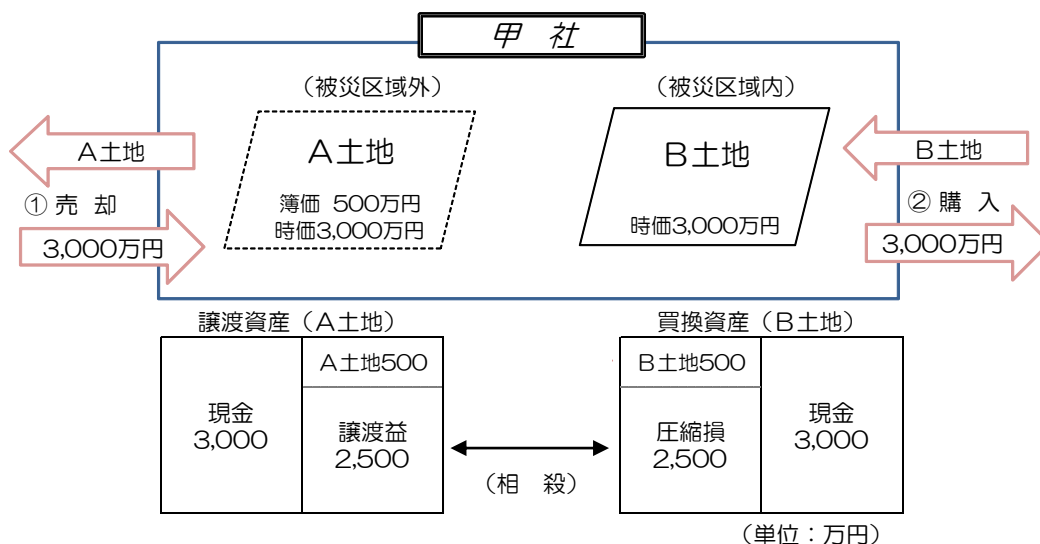 甲 社
（被災区域外）
（被災区域内）
A土地
A土地
簿価 500万円
時価3,000万円
B土地
時価3,000万円
B土地
① 売 却
3,000万円
② 購 入
3,000万円
譲渡資産（A土地）
買換資産（B土地）
現金
3,000
A土地500
譲渡益
2,500
（相 殺）
B土地500
圧縮損
2,500
現金
3,000
（単位：万円）